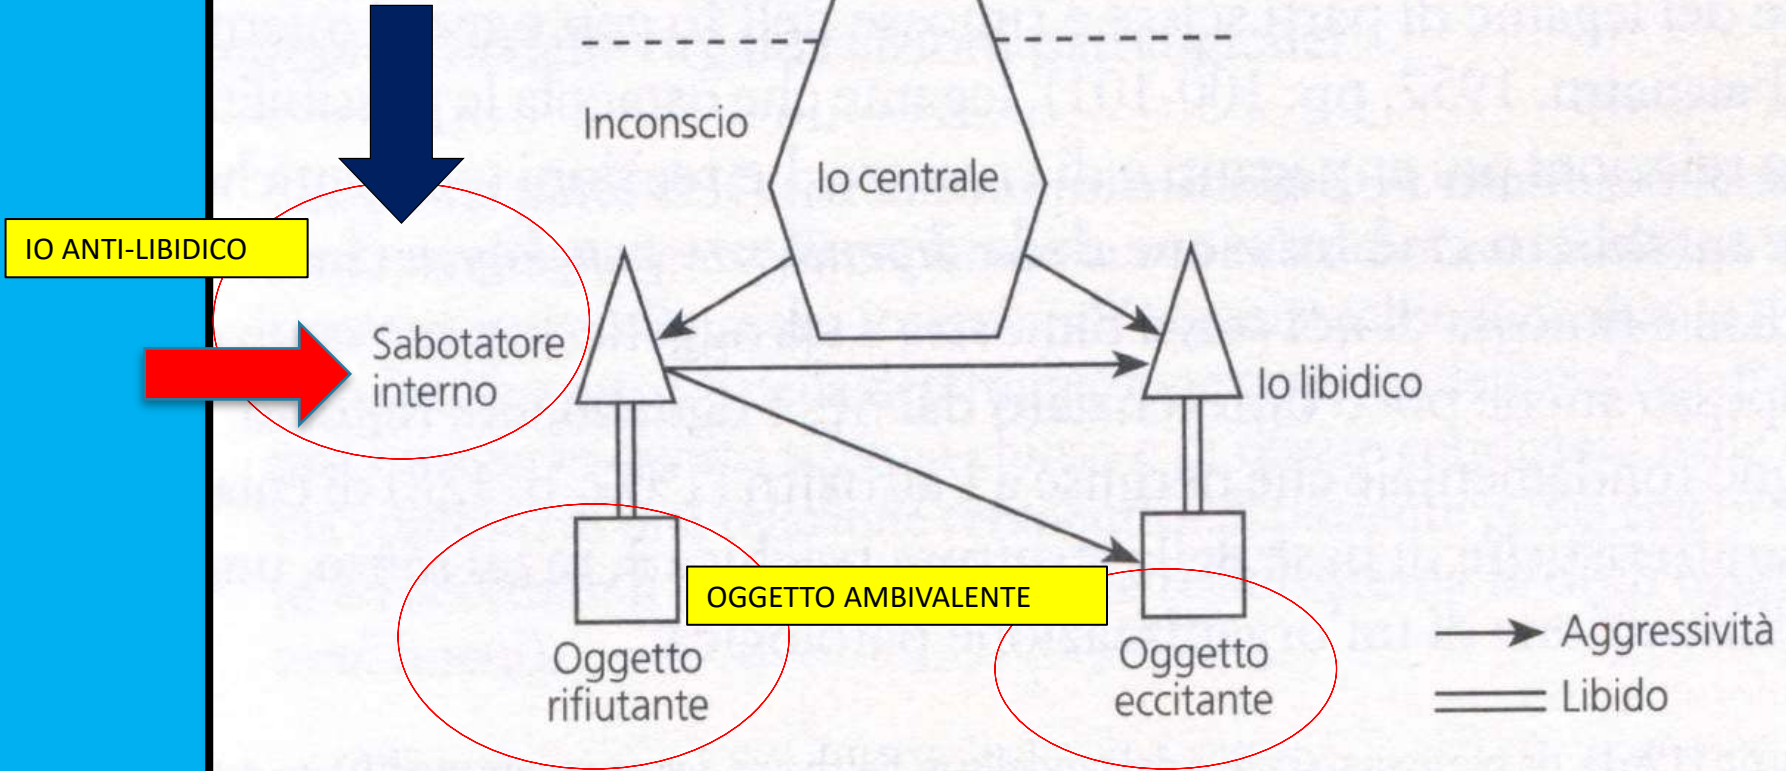 Inconscio
Io centrale
IO ANTI-LIBIDICO
Sabotatore
interno
Io libidico
OGGETTO AMBIVALENTE
Oggetto
rifiutante
Oggetto
eccitante
Aggressività
Libido